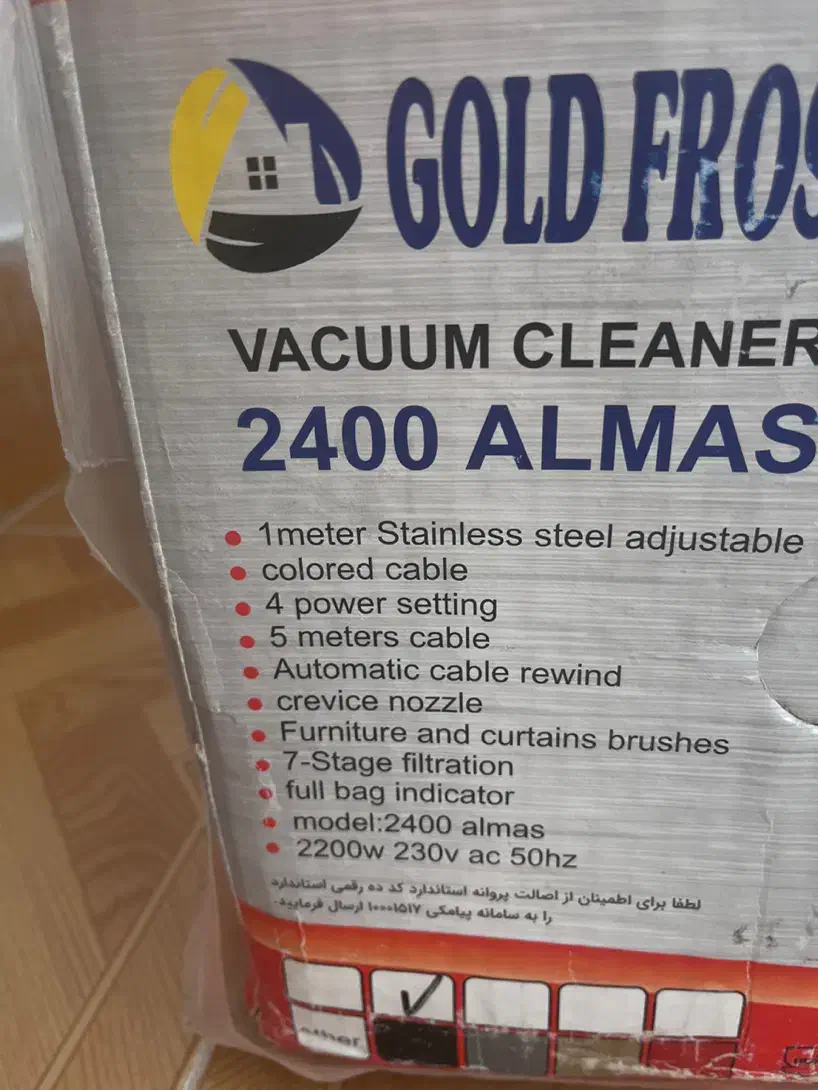 GOLD FROS
VACUUM CLEANER
2400 ALMAS
1meter Stainless steel adjustable
colored cable
4 power setting
5 meters cable
Automatic cable rewind
crevice nozzle
Furniture and curtains brushes
7-Stage filtration
full bag indicator
model:2400 almas
2200w 230v ac 50hz
لطفا برای اطمینان از اصالت پروانه استاندارد کد ده رقمی استاندارد
را به سامانه پیامکی ۱۰۰۰۱۵۱۷ ارسال فرمایید.
other